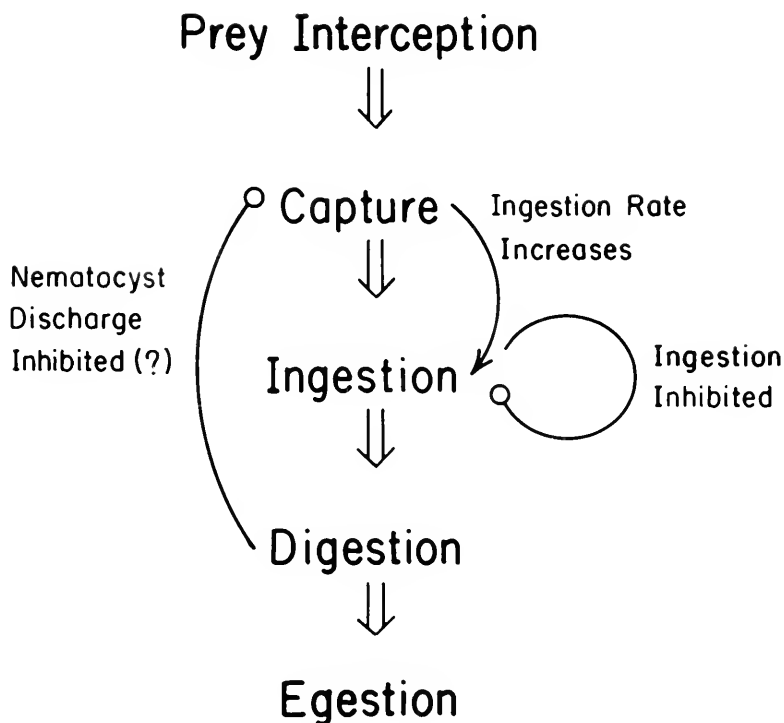 Prey Interception
Capture
Ingestion Rate
Increases
Nematocyst
Discharge
Inhibited (?)
Ingestion
Ingestion
Inhibited
Digestion
Egestion